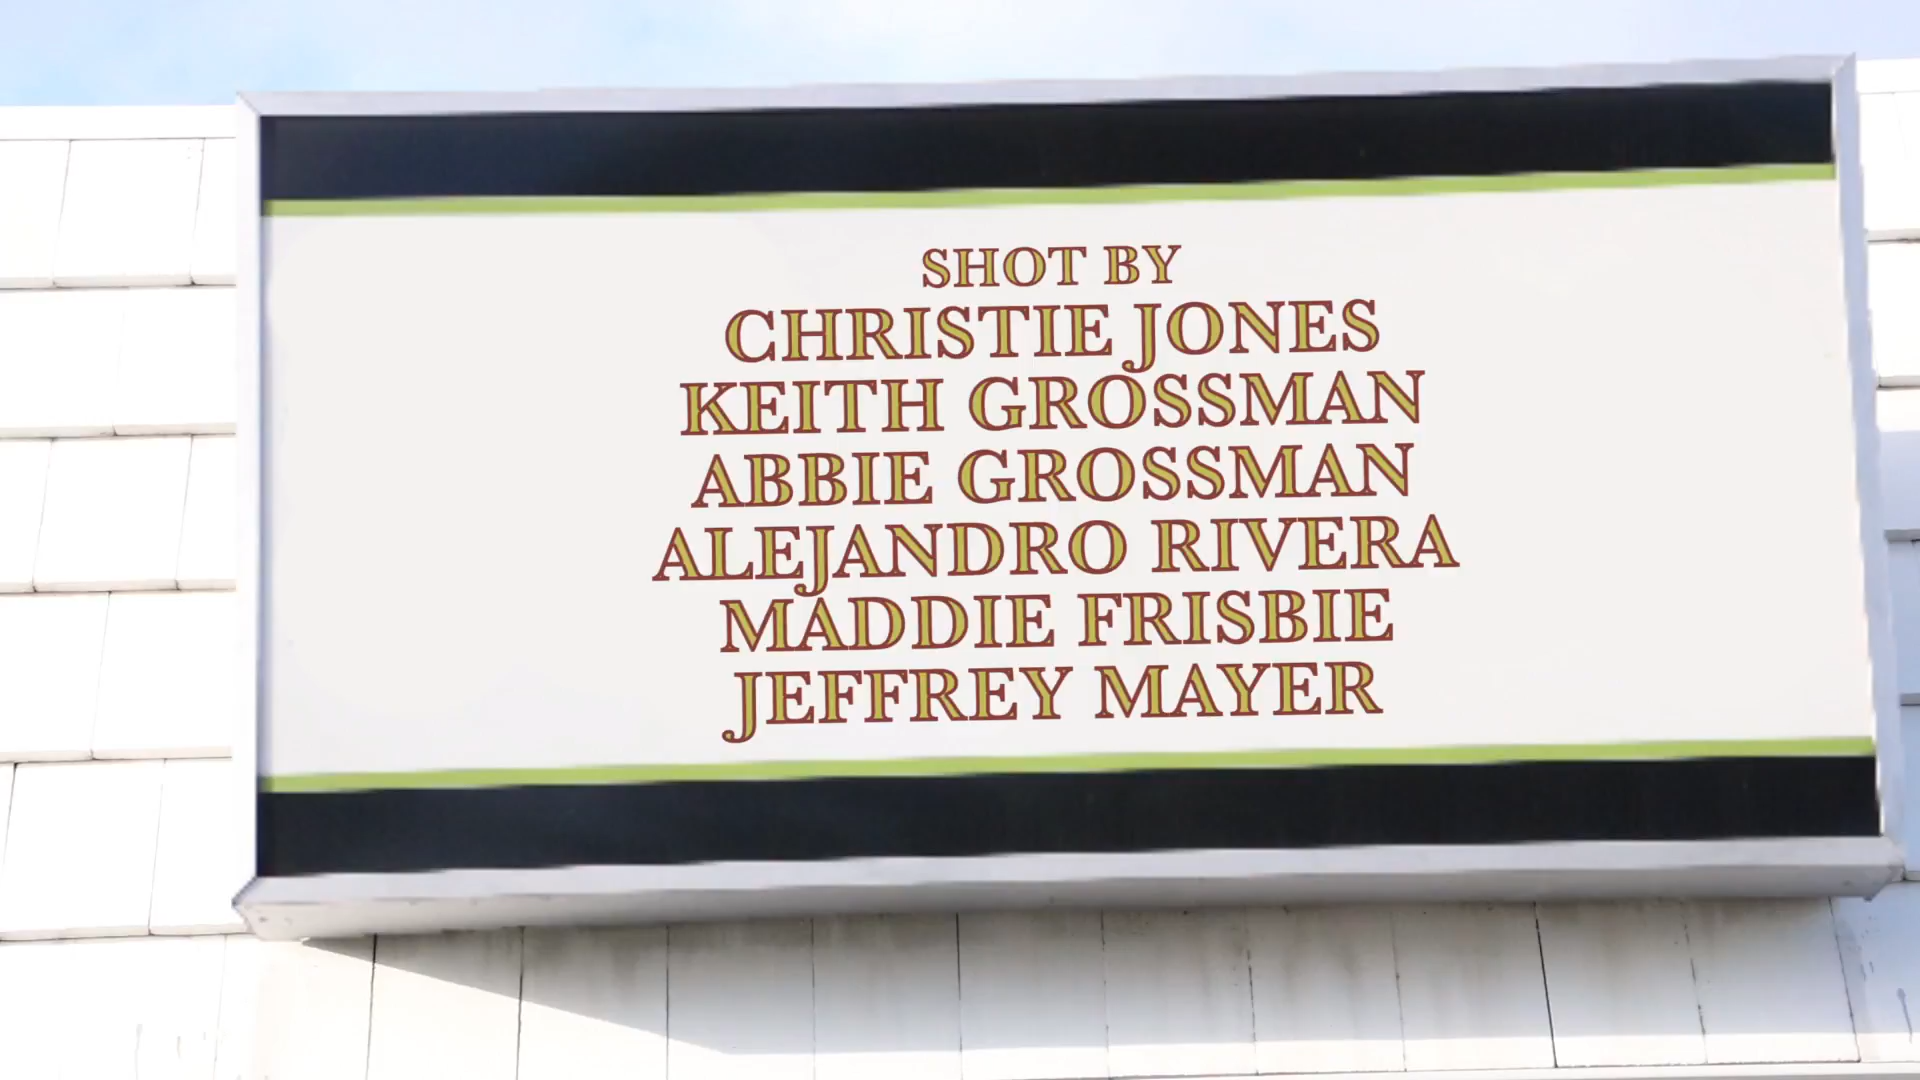 SHOT BY
CHRISTIE JONES
KEITH GROSSMAN
ABBIE GROSSMAN
ALEJANDRO RIVERA
MADDIE FRISBIE
JEFFREY MAYER